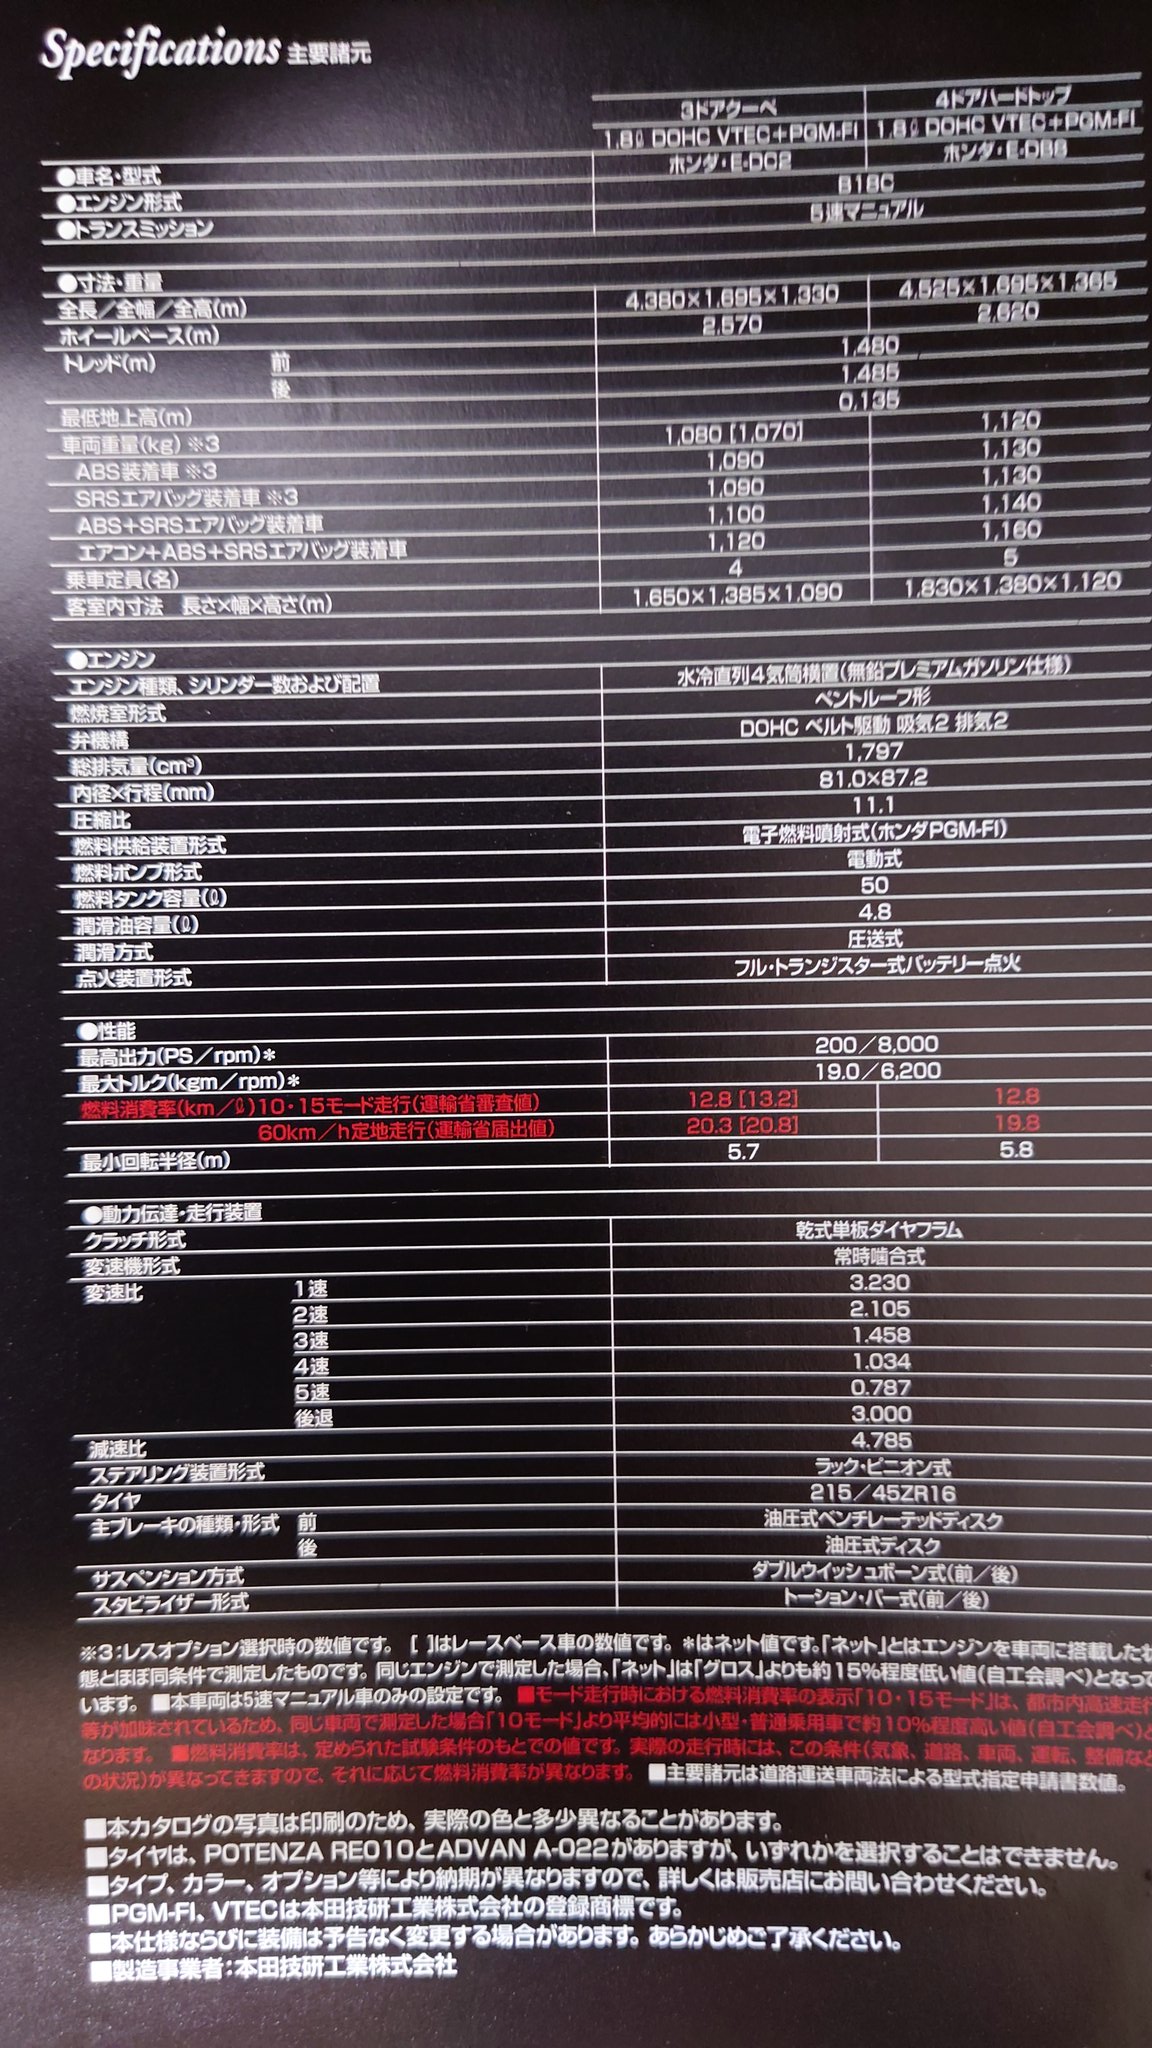 Specifications 主要諸元
3ドアクーペ 4ドアハードトップ
1.8ℓ DOHC VTEC+PGM-FI 1.8ℓ DOHC VTEC+PGM-FI
●車名・型式 ホンダ・E-DC2 ホンダ・E-DB8
●エンジン形式 B18C
●トランスミッション 5速マニュアル
●寸法・重量
全長／全幅／全高(m) 4.380×1.695×1.330 4.525×1.695×1.365
ホイールベース(m) 2.570 2.620
トレッド(m) 前 1.480
後 1.485
最低地上高(m) 0.135
車両重量(kg) ※3 1,080 [1,070] 1,120
ABS装着車 ※3 1,090 1,130
SRSエアバッグ装着車 ※3 1,090 1,130
ABS+SRSエアバッグ装着車 1,100 1,140
エアコン+ABS+SRSエアバッグ装着車 1,120 1,160
乗車定員(名) 4 5
客室内寸法 長さ×幅×高さ(m) 1.650×1.385×1.090 1.830×1.380×1.120
●エンジン
エンジン種類、シリンダー数および配置 水冷直列4気筒横置(無鉛プレミアムガソリン仕様)
燃焼室形式 ペントルーフ形
弁機構 DOHC ベルト駆動 吸気2 排気2
総排気量(cm³) 1,797
内径×行程(mm) 81.0×87.2
圧縮比 11.1
燃料供給装置形式 電子燃料噴射式(ホンダPGM-FI)
燃料ポンプ形式 電動式
燃料タンク容量(ℓ) 50
潤滑油容量(ℓ) 4.8
潤滑方式 圧送式
点火装置形式 フル・トランジスター式バッテリー点火
●性能
最高出力(PS／rpm)＊ 200／8,000
最大トルク(kgm／rpm)＊ 19.0／6,200
燃料消費率(km／ℓ)10・15モード走行(運輸省審査値) 12.8 [13.2] 12.8
60km／h定地走行(運輸省届出値) 20.3 [20.8] 19.8
最小回転半径(m) 5.7 5.8
●動力伝達・走行装置
クラッチ形式 乾式単板ダイヤフラム
変速機形式 常時噛合式
変速比 1速 3.230
2速 2.105
3速 1.458
4速 1.034
5速 0.787
後退 3.000
減速比 4.785
ステアリング装置形式 ラック・ピニオン式
タイヤ 215／45ZR16
主ブレーキの種類・形式 前 油圧式ベンチレーテッドディスク
後 油圧式ディスク
サスペンション方式 ダブルウイッシュボーン式(前／後)
スタビライザー形式 トーション・バー式(前／後)
※3:レスオプション選択時の数値です。 [ ]はレースベース車の数値です。＊はネット値です。「ネット」とはエンジンを車両に搭載した状
態とほぼ同条件で測定したものです。同じエンジンで測定した場合、「ネット」は「グロス」よりも約15%程度低い値(自工会調べ)となって
います。 ■本車両は5速マニュアル車のみの設定です。 ■モード走行時における燃料消費率の表示「10・15モード」は、都市内高速走行
等が加味されているため、同じ車両で測定した場合「10モード」より平均的には小型・普通乗用車で約10%程度高い値(自工会調べ)と
なります。 ■燃料消費率は、定められた試験条件のもとでの値です。実際の走行時には、この条件(気象、道路、車両、運転、整備など
の状況)が異なってきますので、それに応じて燃料消費率が異なります。 ■主要諸元は道路運送車両法による型式指定申請書数値。
■本カタログの写真は印刷のため、実際の色と多少異なることがあります。
■タイヤは、POTENZA RE010とADVAN A-022がありますが、いずれかを選択することはできません。
■タイプ、カラー、オプション等により納期が異なりますので、詳しくは販売店にお問い合わせください。
■PGM-FI、VTECは本田技研工業株式会社の登録商標です。
■本仕様ならびに装備は予告なく変更する場合があります。あらかじめご了承ください。
■製造事業者:本田技研工業株式会社